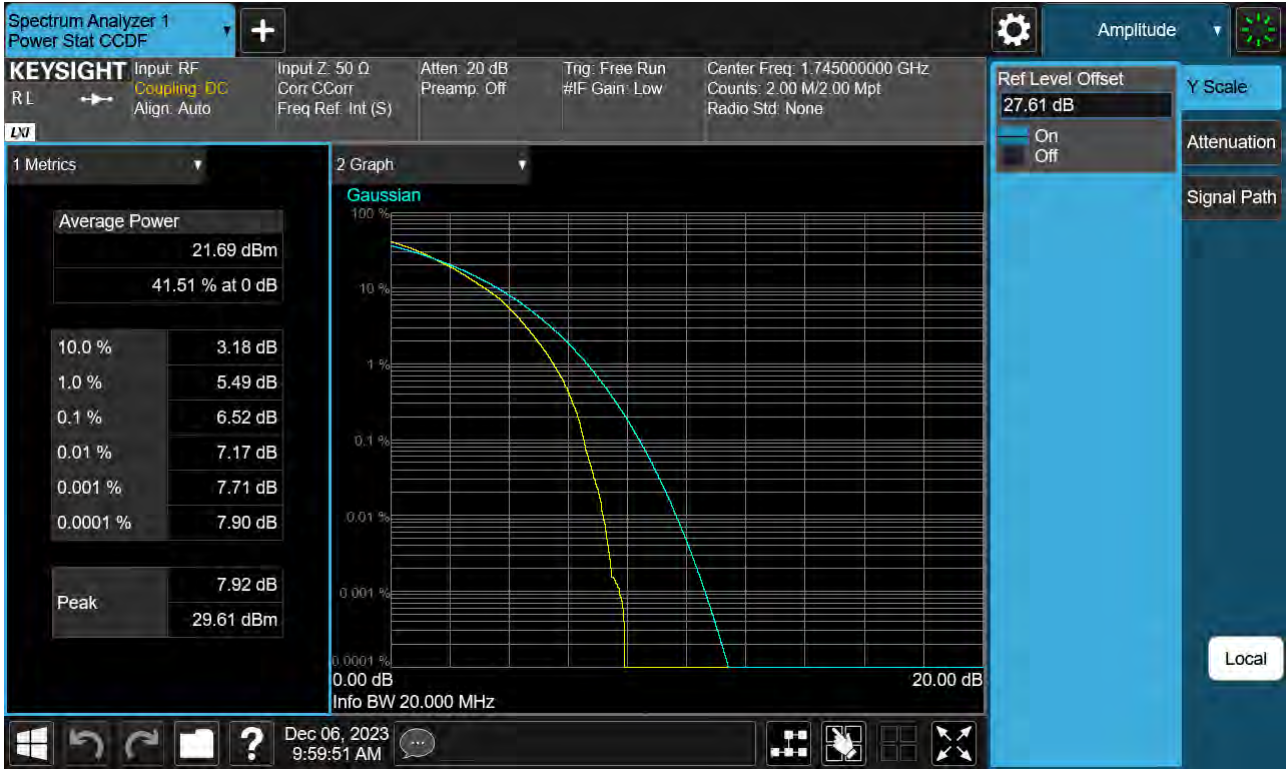 Spectrum Analyzer 1
Power Stat CCDF
Amplitude
KEYSIGHT
R L
LXI
Input: RF
Coupling: DC
Align: Auto
Input Z: 50 Ω
Corr CCorr
Freq Ref: Int (S)
Atten: 20 dB
Preamp: Off
Trig: Free Run
#IF Gain: Low
Center Freq: 1.745000000 GHz
Counts: 2.00 M/2.00 Mpt
Radio Std: None
Ref Level Offset
27.61 dB
On
Off
Y Scale
Attenuation
Signal Path
Local
1 Metrics
Average Power
21.69 dBm
41.51 % at 0 dB
10.0 % 3.18 dB
1.0 % 5.49 dB
0.1 % 6.52 dB
0.01 % 7.17 dB
0.001 % 7.71 dB
0.0001 % 7.90 dB
Peak
7.92 dB
29.61 dBm
2 Graph
Gaussian
100 %
10 %
1 %
0.1 %
0.01 %
0.001 %
0.0001 %
0.00 dB 20.00 dB
Info BW 20.000 MHz
?
Dec 06, 2023
9:59:51 AM